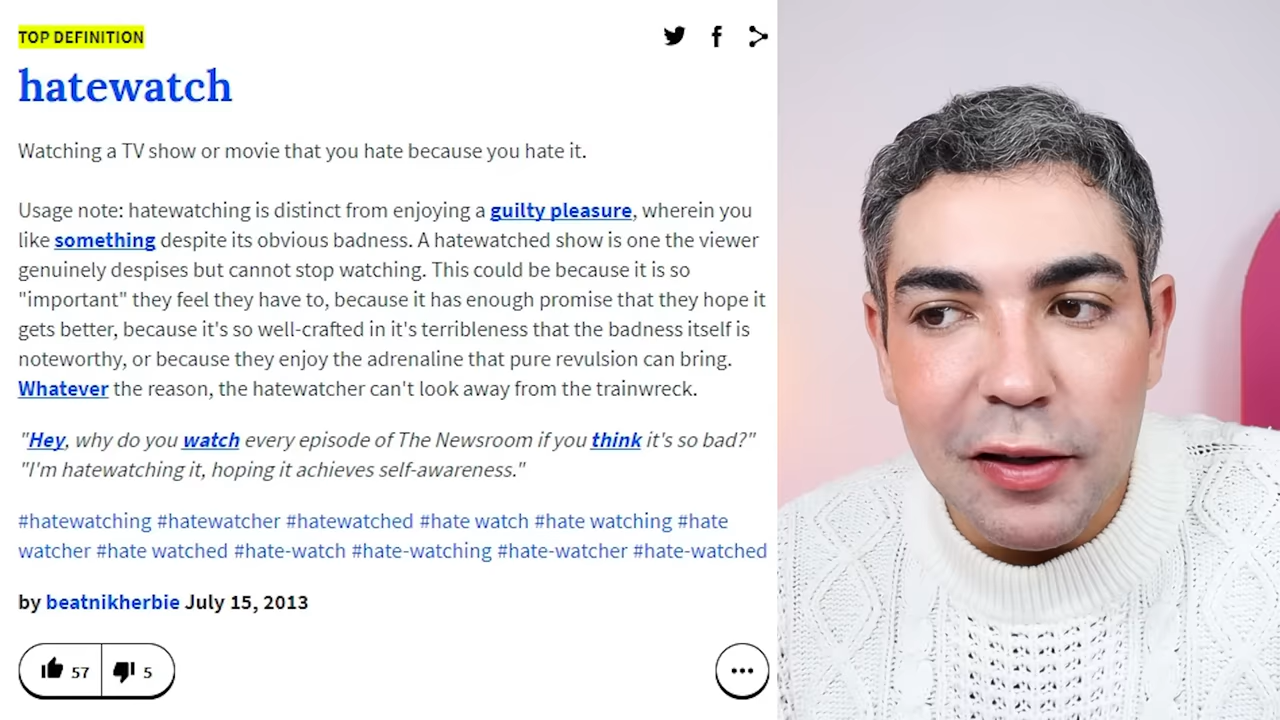 TOP DEFINITION
hatewatch
Watching a TV show or movie that you hate because you hate it.
Usage note: hatewatching is distinct from enjoying a guilty pleasure, wherein you
like something despite its obvious badness. A hatewatched show is one the viewer
genuinely despises but cannot stop watching. This could be because it is so
"important" they feel they have to, because it has enough promise that they hope it
gets better, because it's so well-crafted in it's terribleness that the badness itself is
noteworthy, or because they enjoy the adrenaline that pure revulsion can bring.
Whatever the reason, the hatewatcher can't look away from the trainwreck.
"Hey, why do you watch every episode of The Newsroom if you think it's so bad?"
"I'm hatewatching it, hoping it achieves self-awareness."
#hatewatching #hatewatcher #hatewatched #hate watch #hate watching #hate
watcher #hate watched #hate-watch #hate-watching #hate-watcher #hate-watched
by beatnikherbie July 15, 2013
57 5